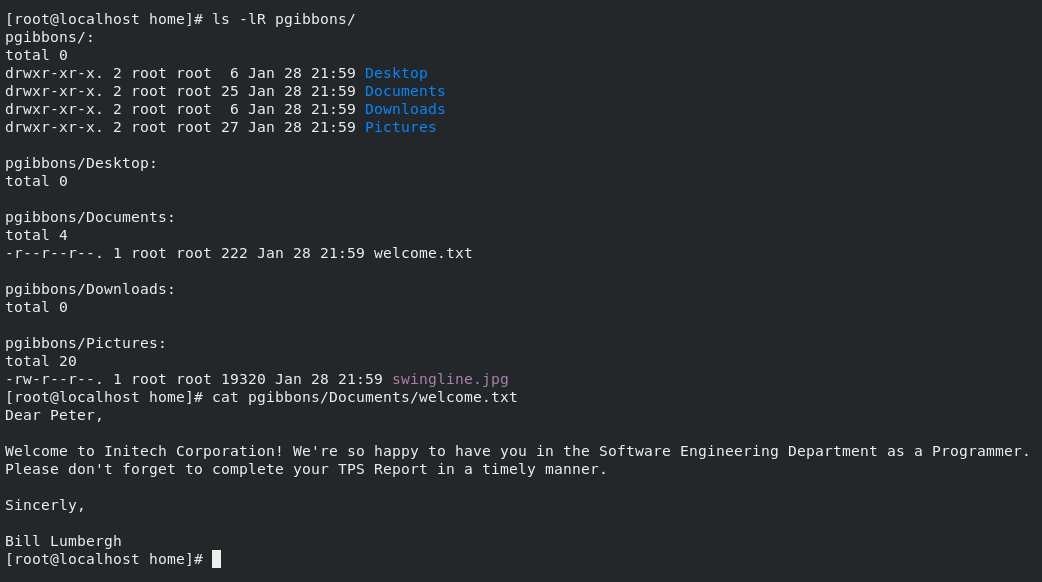 [root@localhost home]# ls -lR pgibbons/
pgibbons/:
total 0
drwxr-xr-x. 2 root root  6 Jan 28 21:59 Desktop
drwxr-xr-x. 2 root root 25 Jan 28 21:59 Documents
drwxr-xr-x. 2 root root  6 Jan 28 21:59 Downloads
drwxr-xr-x. 2 root root 27 Jan 28 21:59 Pictures

pgibbons/Desktop:
total 0

pgibbons/Documents:
total 4
-r--r--r--. 1 root root 222 Jan 28 21:59 welcome.txt

pgibbons/Downloads:
total 0

pgibbons/Pictures:
total 20
-rw-r--r--. 1 root root 19320 Jan 28 21:59 swingline.jpg
[root@localhost home]# cat pgibbons/Documents/welcome.txt
Dear Peter,

Welcome to Initech Corporation! We're so happy to have you in the Software Engineering Department as a Programmer.
Please don't forget to complete your TPS Report in a timely manner.

Sincerly,

Bill Lumbergh
[root@localhost home]#